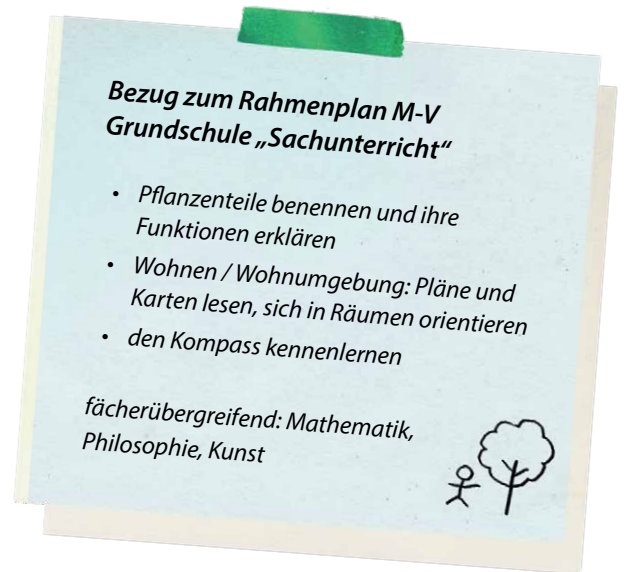 Bezug zum Rahmenplan M-V
Grundschule „Sachunterricht“
• Pflanzenteile benennen und ihre
Funktionen erklären
• Wohnen / Wohnumgebung: Pläne und
Karten lesen, sich in Räumen orientieren
• den Kompass kennenlernen
fächerübergreifend: Mathematik,
Philosophie, Kunst